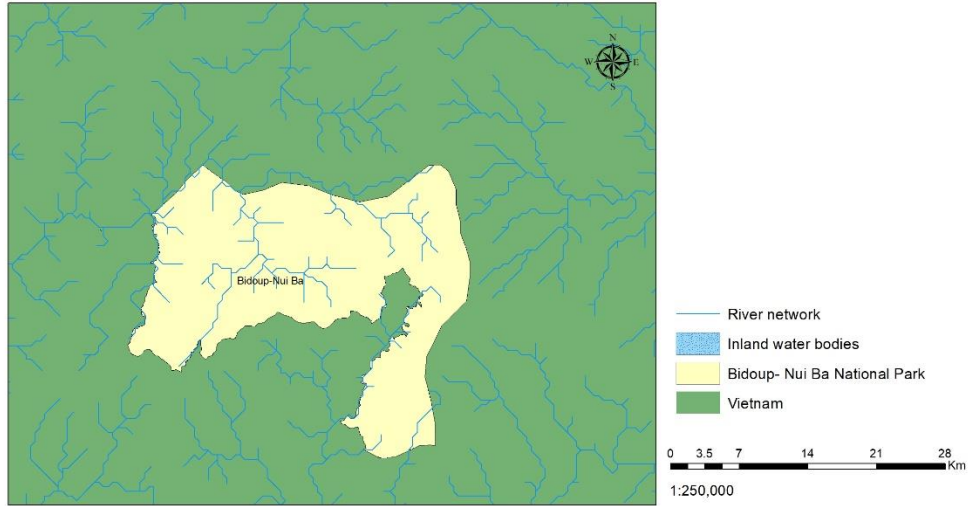 N
W E
S
Bidoup-Nui Ba
River network
Inland water bodies
Bidoup- Nui Ba National Park
Vietnam
0 3.5 7 14 21 28
Km
1:250,000